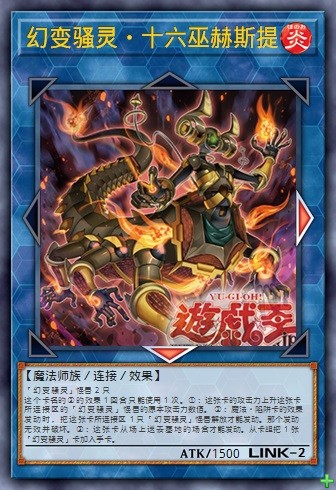 幻变骚灵·十六巫赫斯提
炎
YU-GI-OH!
遊戯王
【魔法师族/连接/效果】
「幻变骚灵」怪兽2只
这个卡名的②的效果1回合只能使用1次。①：这张卡的攻击力上升这张卡
所连接区的「幻变骚灵」怪兽的原本攻击力数值。②：魔法·陷阱卡的效果
发动时，把这张卡所连接区1只「幻变骚灵」怪兽解放才能发动。那个发动
无效并破坏。③：这张卡从场上送去墓地的场合才能发动。从卡组把1张
「幻变骚灵」卡加入手卡。
ATK/1500 LINK-2